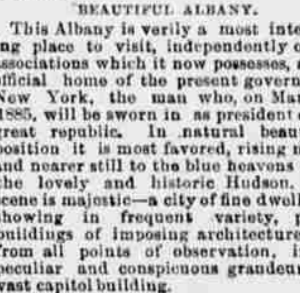 BEAUTIFUL ALBANY.
This Albany is verily a most inte
ng place to visit, independently o
ssociations which it now possesses, a
official home of the present govern
New York, the man who, on Mar
1885, will be sworn in as president o
great republic. In natural beau
position it is most favored, rising n
and nearer still to the blue heavens
the lovely and historic Hudson.
scene is majestic—a city of fine dwell
showing in frequent variety, p
buildings of imposing architecture
from all points of observation, i
peculiar and conspicuous grandeu
vast capitol building.